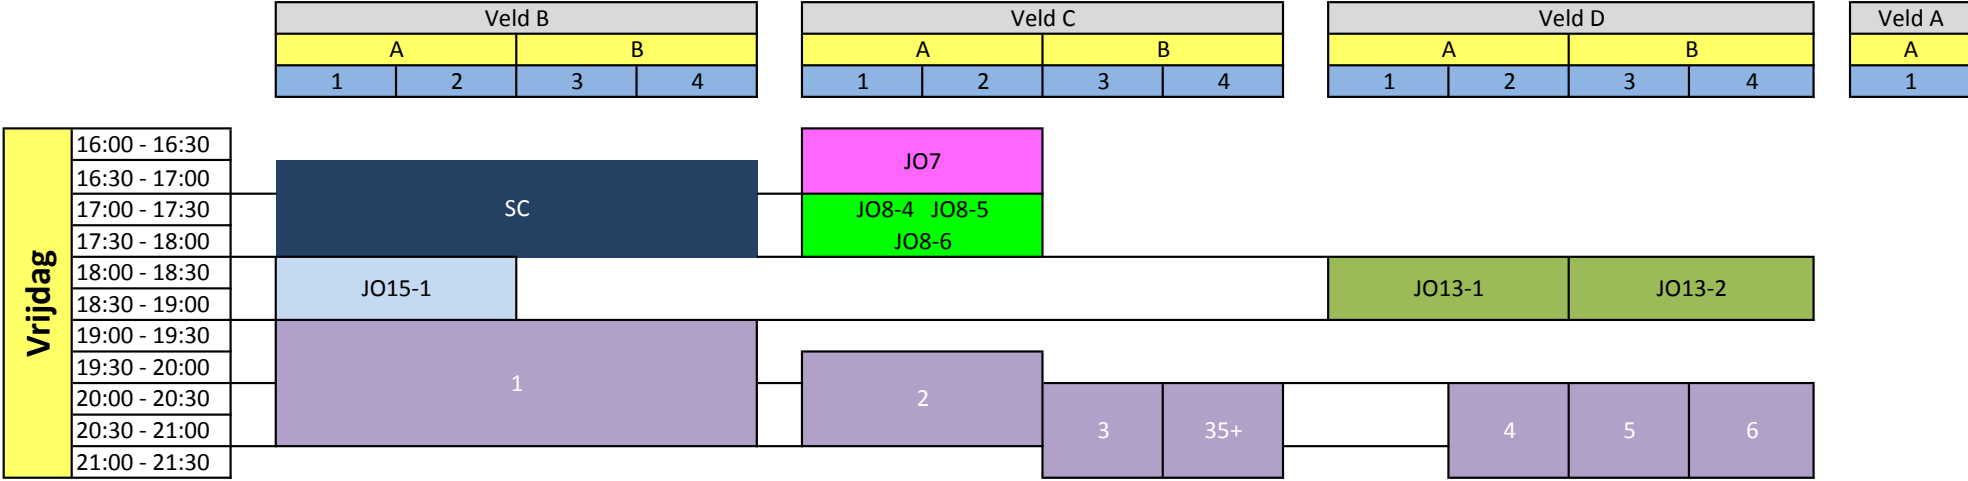 Veld B Veld C Veld D Veld A
A B A B A B A
1 2 3 4 1 2 3 4 1 2 3 4 1
Vrijdag
16:00 - 16:30
JO7
16:30 - 17:00
SC
17:00 - 17:30 JO8-4 JO8-5
17:30 - 18:00 JO8-6
18:00 - 18:30
JO15-1 JO13-1 JO13-2
18:30 - 19:00
19:00 - 19:30
19:30 - 20:00
1
2
20:00 - 20:30
20:30 - 21:00
3 35+ 4 5 6
21:00 - 21:30